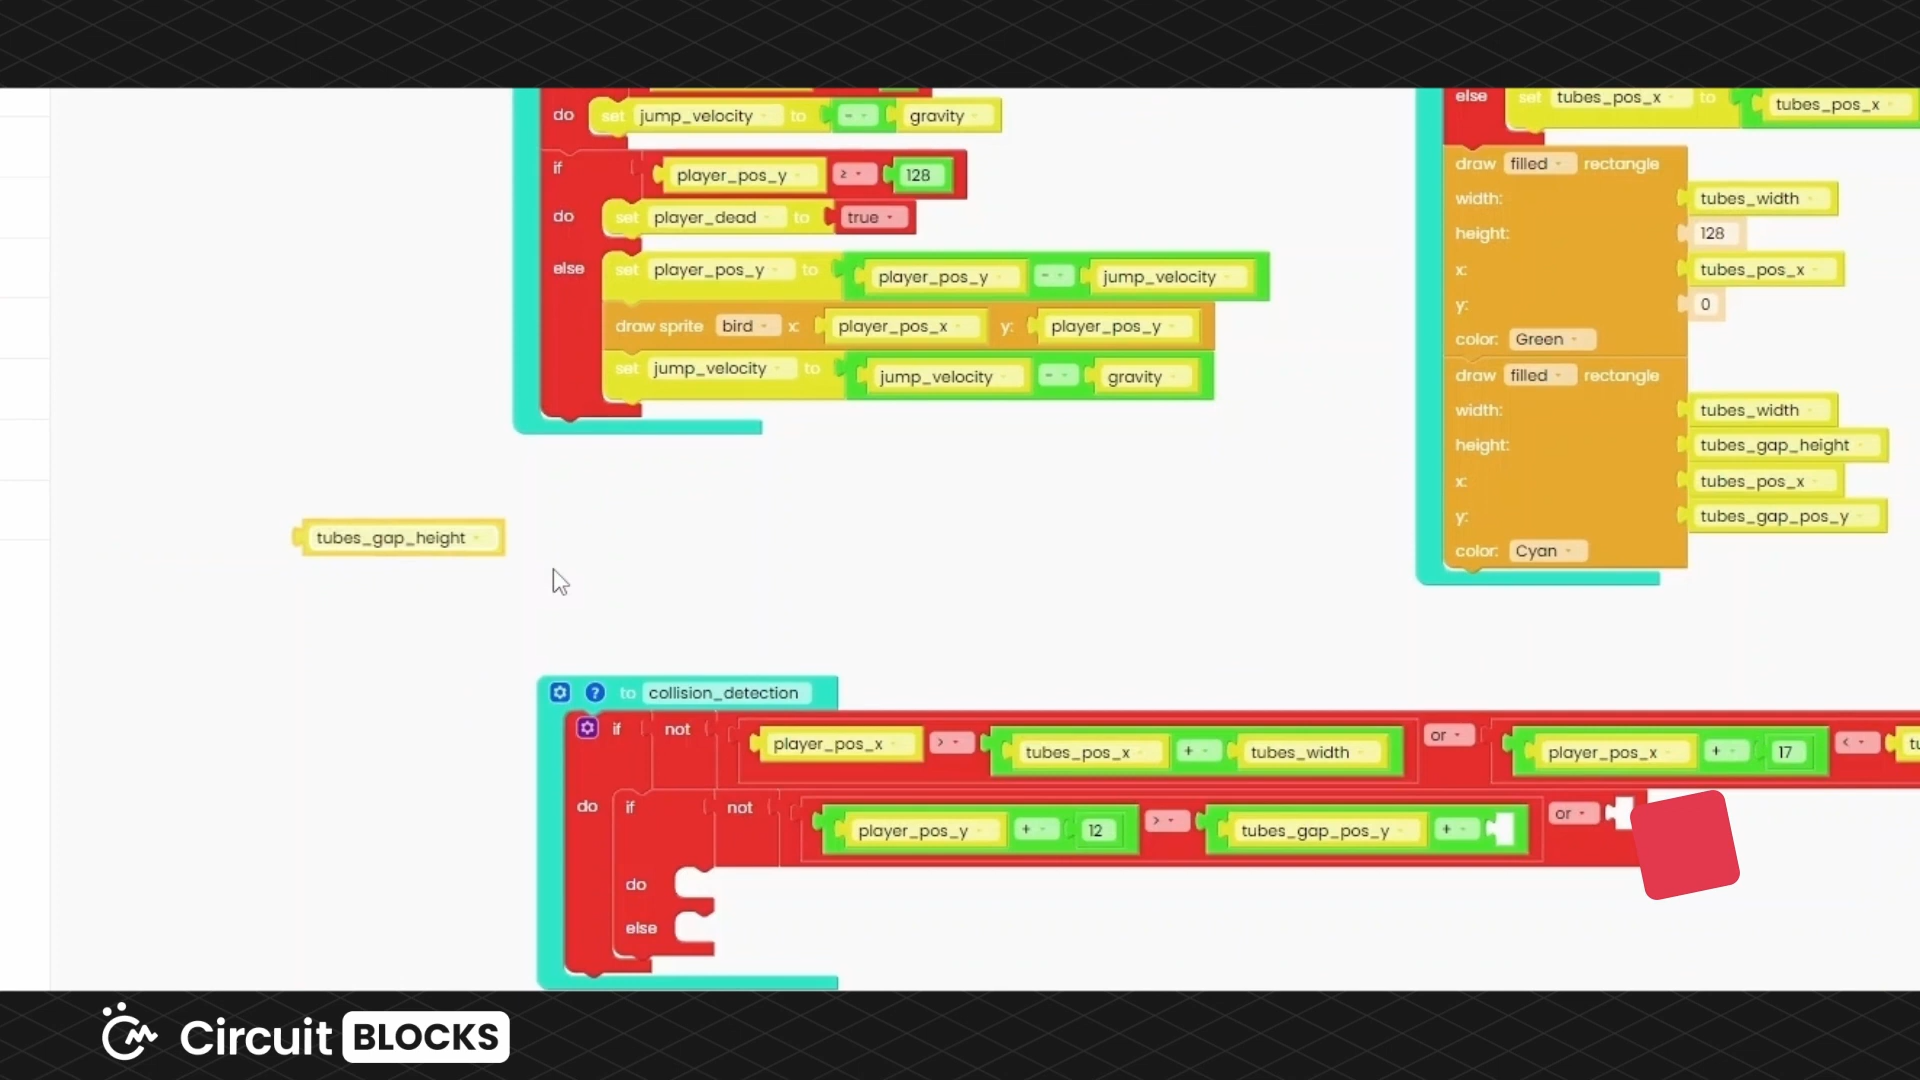 do set jump_velocity to - gravity
if player_pos_y ≥ 128
do set player_dead to true
else set player_pos_y to player_pos_y - jump_velocity
draw sprite bird x: player_pos_x y: player_pos_y
set jump_velocity to jump_velocity - gravity
else set tubes_pos_x to tubes_pos_x
draw filled rectangle
width: tubes_width
height: 128
x: tubes_pos_x
y: 0
color: Green
draw filled rectangle
width: tubes_width
height: tubes_gap_height
x: tubes_pos_x
y: tubes_gap_pos_y
color: Cyan
tubes_gap_height
? to collision_detection
if not player_pos_x > tubes_pos_x + tubes_width or player_pos_x + 17 <
do if not player_pos_y + 12 > tubes_gap_pos_y + or
do
else
Circuit BLOCKS